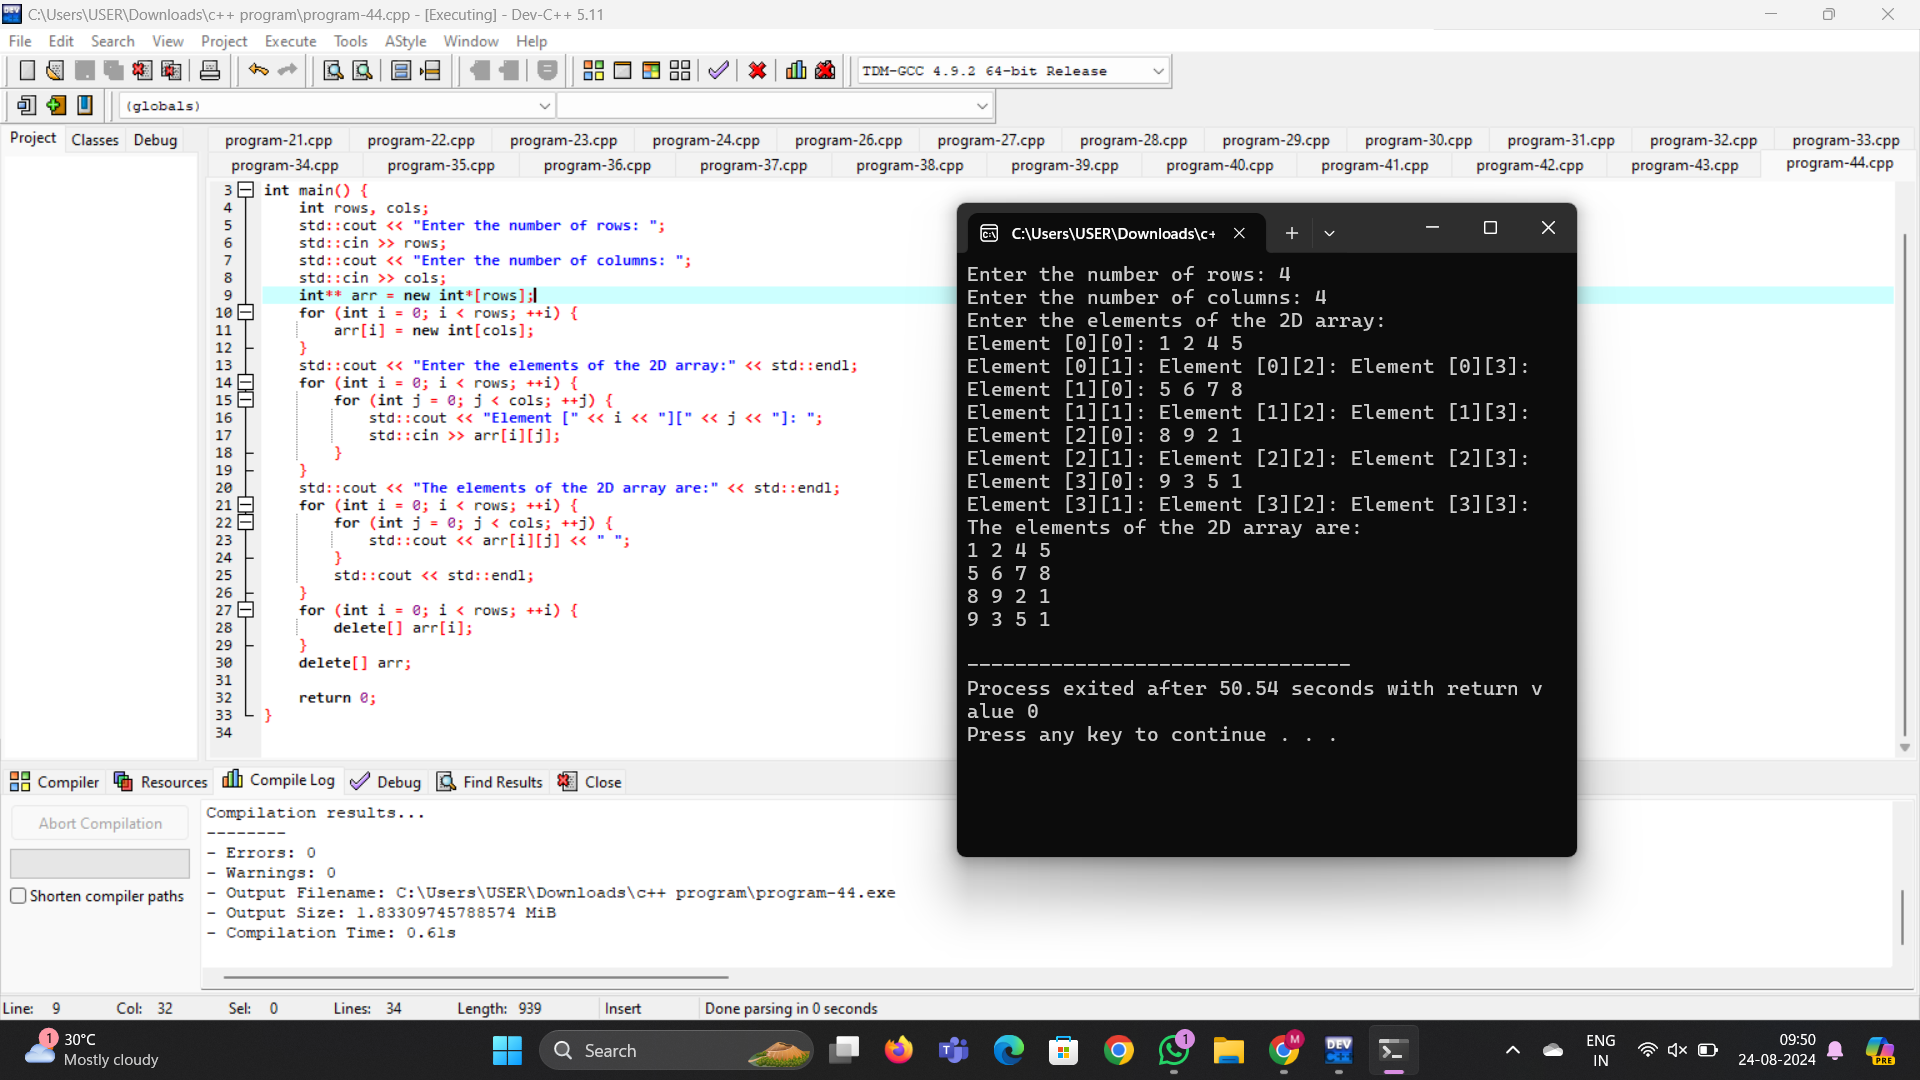 C:\Users\USER\Downloads\c++ program\program-44.cpp - [Executing] - Dev-C++ 5.11
File Edit Search View Project Execute Tools AStyle Window Help
TDM-GCC 4.9.2 64-bit Release
(globals)
Project Classes Debug
program-21.cpp program-22.cpp program-23.cpp program-24.cpp program-26.cpp program-27.cpp program-28.cpp program-29.cpp program-30.cpp program-31.cpp program-32.cpp program-33.cpp
program-34.cpp program-35.cpp program-36.cpp program-37.cpp program-38.cpp program-39.cpp program-40.cpp program-41.cpp program-42.cpp program-43.cpp program-44.cpp
3 int main() {
4 int rows, cols;
5 std::cout << "Enter the number of rows: ";
6 std::cin >> rows;
7 std::cout << "Enter the number of columns: ";
8 std::cin >> cols;
9 int** arr = new int*[rows];
10 for (int i = 0; i < rows; ++i) {
11 arr[i] = new int[cols];
12 }
13 std::cout << "Enter the elements of the 2D array:" << std::endl;
14 for (int i = 0; i < rows; ++i) {
15 for (int j = 0; j < cols; ++j) {
16 std::cout << "Element [" << i << "][" << j << "]: ";
17 std::cin >> arr[i][j];
18 }
19 }
20 std::cout << "The elements of the 2D array are:" << std::endl;
21 for (int i = 0; i < rows; ++i) {
22 for (int j = 0; j < cols; ++j) {
23 std::cout << arr[i][j] << " ";
24 }
25 std::cout << std::endl;
26 }
27 for (int i = 0; i < rows; ++i) {
28 delete[] arr[i];
29 }
30 delete[] arr;
31
32 return 0;
33 }
34
C:\Users\USER\Downloads\c+
Enter the number of rows: 4
Enter the number of columns: 4
Enter the elements of the 2D array:
Element [0][0]: 1 2 4 5
Element [0][1]: Element [0][2]: Element [0][3]:
Element [1][0]: 5 6 7 8
Element [1][1]: Element [1][2]: Element [1][3]:
Element [2][0]: 8 9 2 1
Element [2][1]: Element [2][2]: Element [2][3]:
Element [3][0]: 9 3 5 1
Element [3][1]: Element [3][2]: Element [3][3]:
The elements of the 2D array are:
1 2 4 5
5 6 7 8
8 9 2 1
9 3 5 1
--------------------------------
Process exited after 50.54 seconds with return v
alue 0
Press any key to continue . . .
Compiler Resources Compile Log Debug Find Results Close
Abort Compilation
Shorten compiler paths
Compilation results...
--------
- Errors: 0
- Warnings: 0
- Output Filename: C:\Users\USER\Downloads\c++ program\program-44.exe
- Output Size: 1.83309745788574 MiB
- Compilation Time: 0.61s
Line: 9 Col: 32 Sel: 0 Lines: 34 Length: 939 Insert Done parsing in 0 seconds
1
30°C
Mostly cloudy
Search
1
M
DEV
ENG
IN
09:50
24-08-2024
PRE